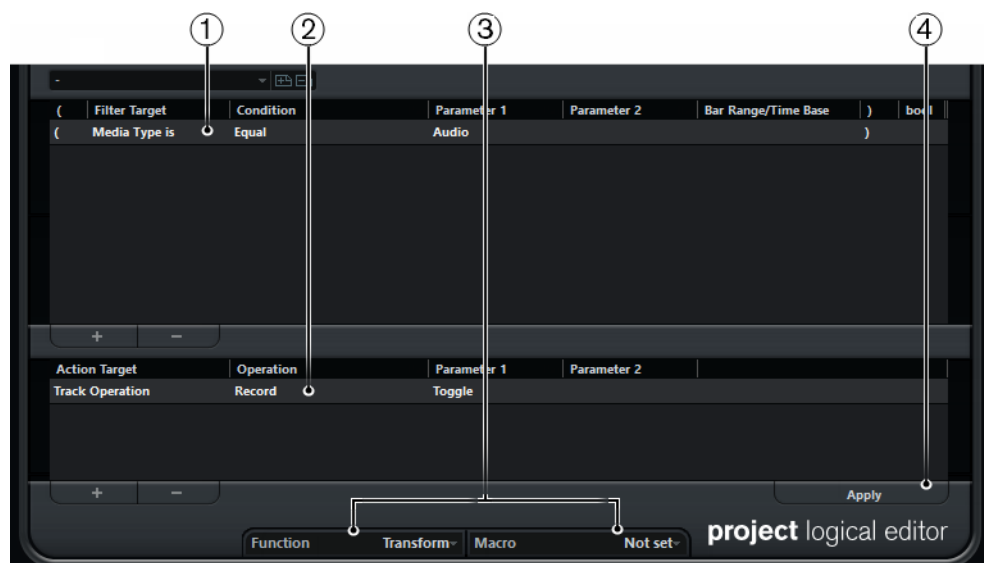 1 2 3 4
-
( Filter Target Condition Parameter 1 Parameter 2 Bar Range/Time Base ) bool
( Media Type is Equal Audio )
+ −
Action Target Operation Parameter 1 Parameter 2
Track Operation Record Toggle
+ − Apply
Function Transform Macro Not set
project logical editor